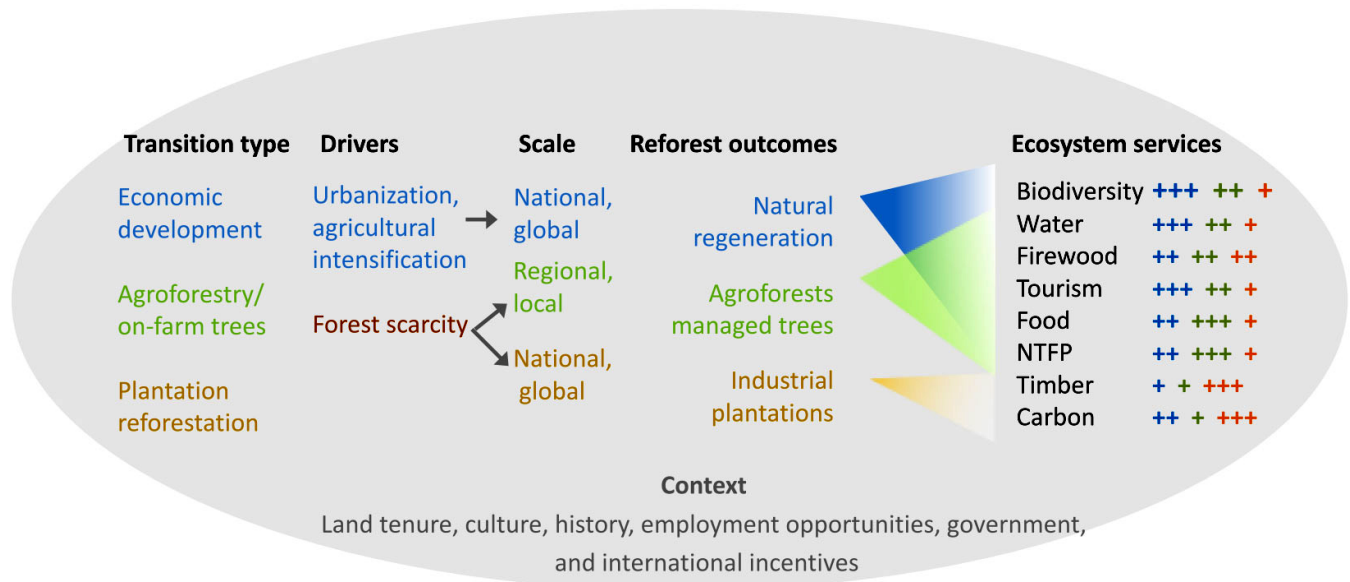 Transition type
Drivers
Scale
Reforest outcomes
Ecosystem services
Economic
development
Agroforestry/
on-farm trees
Plantation
reforestation
Urbanization,
agricultural
intensification
Forest scarcity
National,
global
Regional,
local
National,
global
Natural
regeneration
Agroforests
managed trees
Industrial
plantations
Biodiversity +++ ++ +
Water +++ ++ +
Firewood ++ ++ ++
Tourism +++ ++ +
Food ++ +++ +
NTFP ++ +++ +
Timber + + +++
Carbon ++ + +++
Context
Land tenure, culture, history, employment opportunities, government,
and international incentives